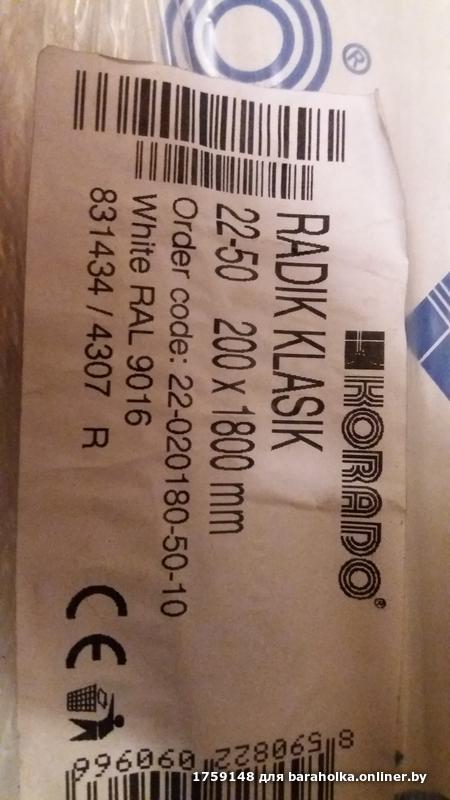 KORADO®
RADIK KLASIK
22-50 200 x 1800 mm
Order code: 22-020180-50-10
White RAL 9016
831434 / 4307 R
CE
8 590822 090966
®
1759148 для baraholka.onliner.by